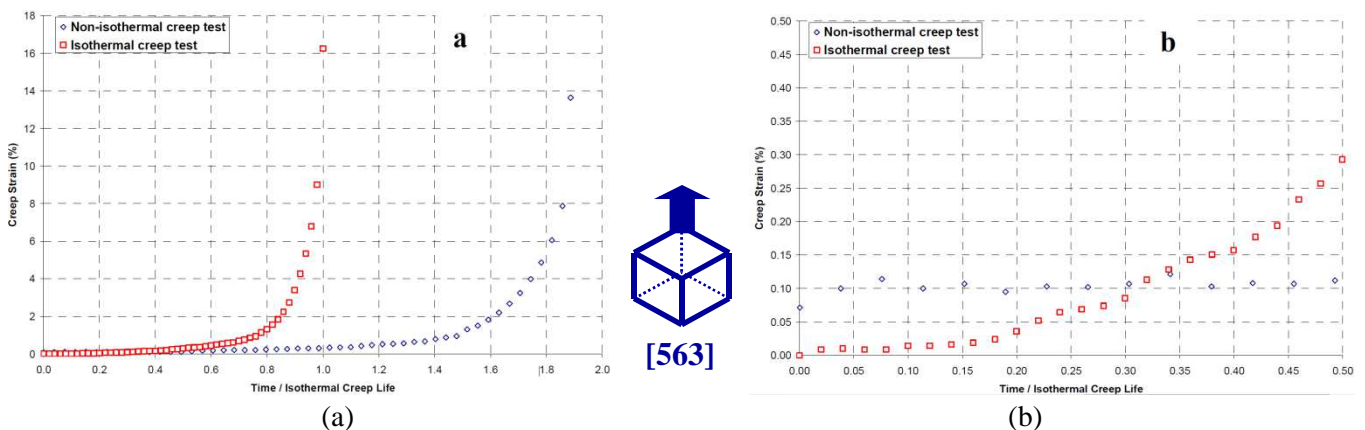 Non-isothermal creep test
Isothermal creep test
a
Creep Strain (%)
18
16
14
12
10
8
6
4
2
0
0.0 0.2 0.4 0.6 0.8 1.0 1.2 1.4 1.6 1.8 2.0
Time / Isothermal Creep Life
(a)
[563]
Non-isothermal creep test
Isothermal creep test
b
Creep Strain (%)
0.50
0.45
0.40
0.35
0.30
0.25
0.20
0.15
0.10
0.05
0.00
0.00 0.05 0.10 0.15 0.20 0.25 0.30 0.35 0.40 0.45 0.50
Time / Isothermal Creep Life
(b)